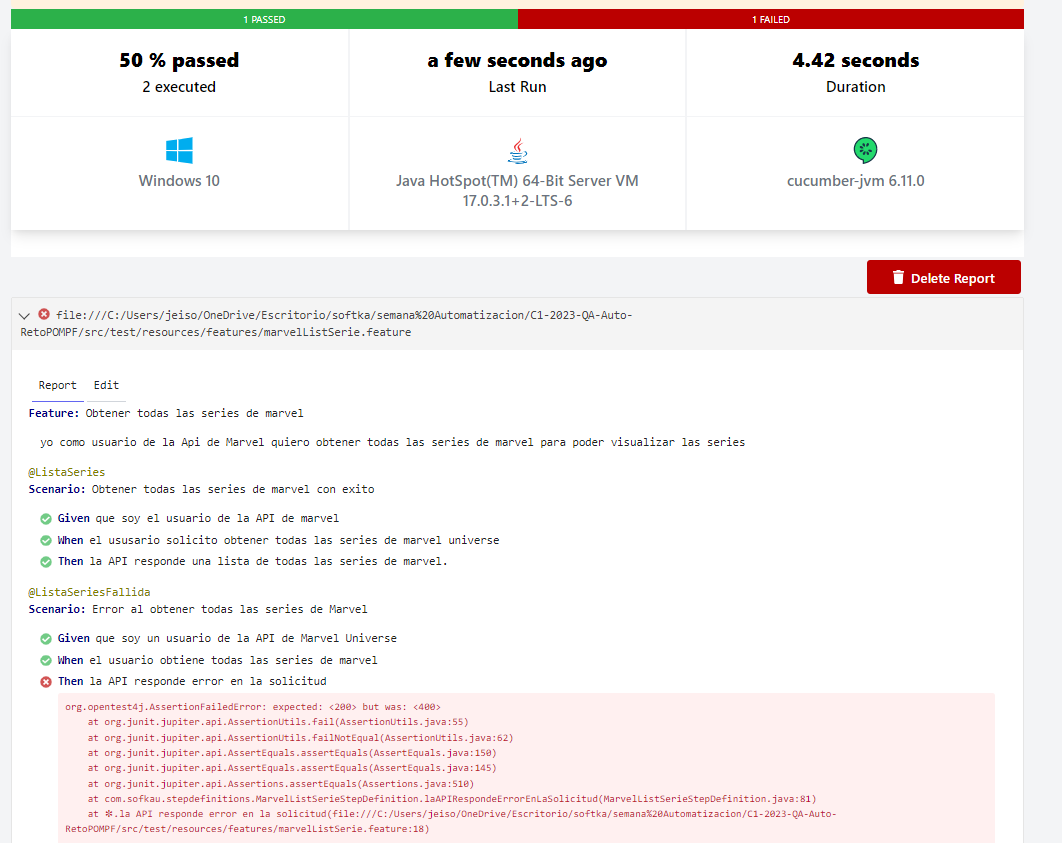 1 PASSED
1 FAILED
50 % passed
2 executed
a few seconds ago
Last Run
4.42 seconds
Duration
Windows 10
Java HotSpot(TM) 64-Bit Server VM
17.0.3.1+2-LTS-6
cucumber-jvm 6.11.0
Delete Report
file:///C:/Users/jeiso/OneDrive/Escritorio/softka/semana%20Automatizacion/C1-2023-QA-Auto-
RetoPOMPF/src/test/resources/features/marvelListSerie.feature
Report Edit
Feature: Obtener todas las series de marvel
yo como usuario de la Api de Marvel quiero obtener todas las series de marvel para poder visualizar las series
@ListaSeries
Scenario: Obtener todas las series de marvel con exito
Given que soy el usuario de la API de marvel
When el ususario solicito obtener todas las series de marvel universe
Then la API responde una lista de todas las series de marvel.
@ListaSeriesFallida
Scenario: Error al obtener todas las series de Marvel
Given que soy un usuario de la API de Marvel Universe
When el usuario obtiene todas las series de marvel
Then la API responde error en la solicitud
org.opentest4j.AssertionFailedError: expected: <200> but was: <400>
at org.junit.jupiter.api.AssertionUtils.fail(AssertionUtils.java:55)
at org.junit.jupiter.api.AssertionUtils.failNotEqual(AssertionUtils.java:62)
at org.junit.jupiter.api.AssertEquals.assertEquals(AssertEquals.java:150)
at org.junit.jupiter.api.AssertEquals.assertEquals(AssertEquals.java:145)
at org.junit.jupiter.api.Assertions.assertEquals(Assertions.java:510)
at com.sofkau.stepdefinitions.MarvelListSerieStepDefinition.laAPIRespondeErrorEnLaSolicitud(MarvelListSerieStepDefinition.java:81)
at ✽.la API responde error en la solicitud(file:///C:/Users/jeiso/OneDrive/Escritorio/softka/semana%20Automatizacion/C1-2023-QA-Auto-
RetoPOMPF/src/test/resources/features/marvelListSerie.feature:18)